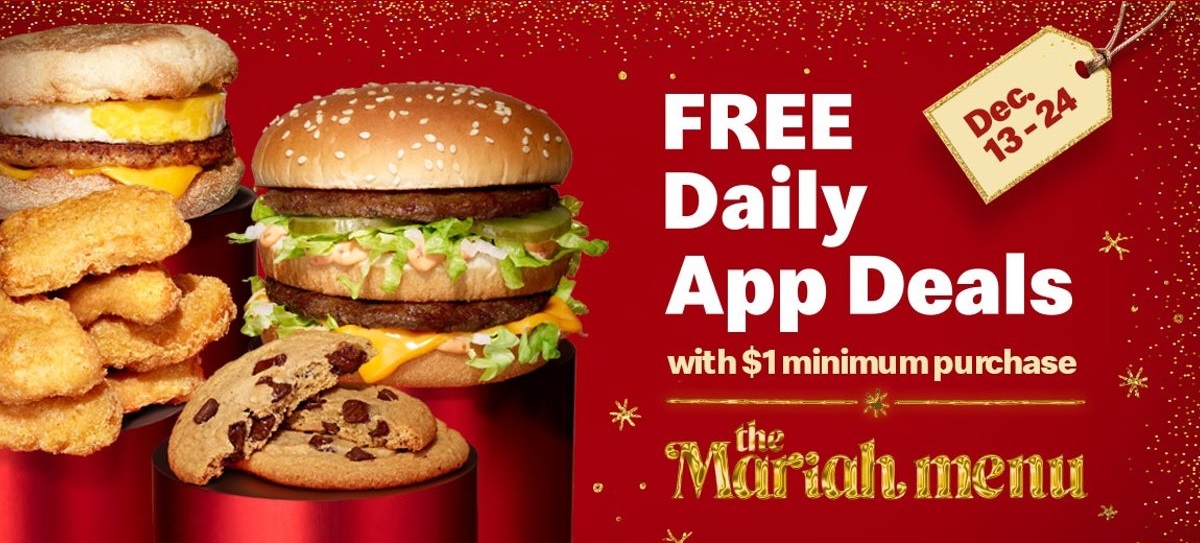 FREE
Daily
App Deals
with $1 minimum purchase
the
Mariah menu
Dec.
13 - 24